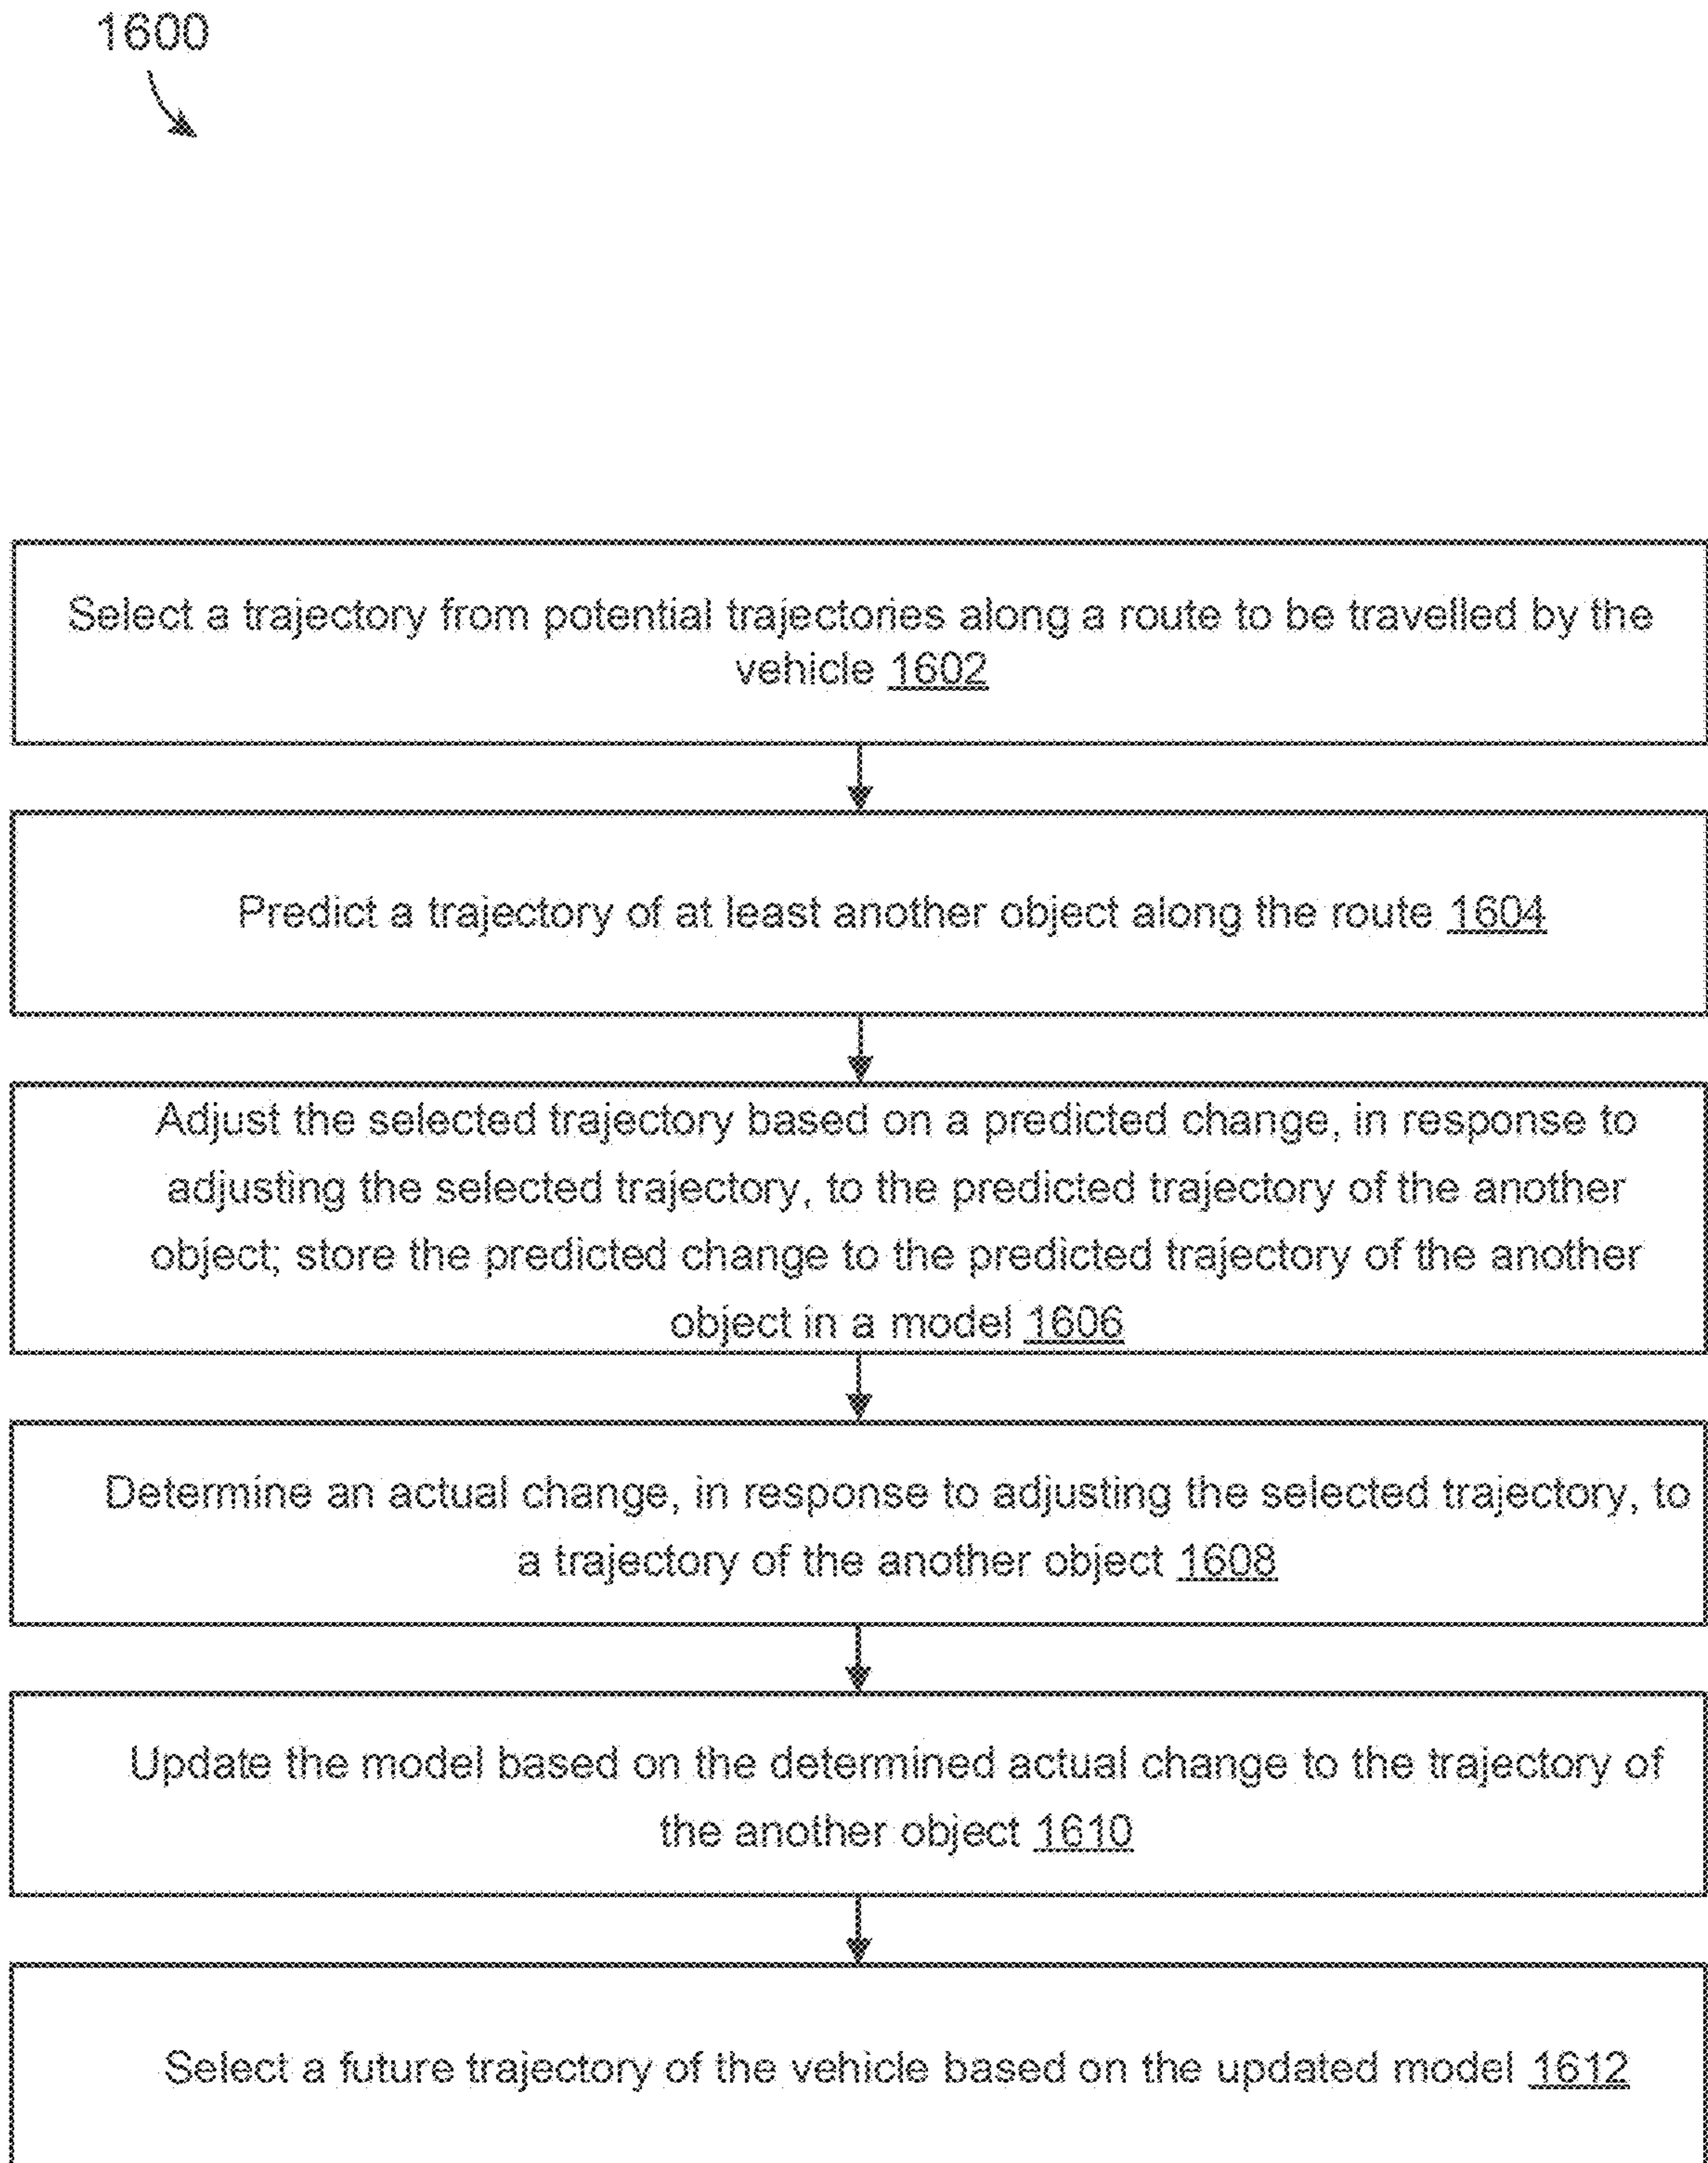 1600
Select a trajectory from potential trajectories along a route to be travelled by the
vehicle 1602
Predict a trajectory of at least another object along the route 1604
Adjust the selected trajectory based on a predicted change, in response to
adjusting the selected trajectory, to the predicted trajectory of the another
object; store the predicted change to the predicted trajectory of the another
object in a model 1606
Determine an actual change, in response to adjusting the selected trajectory, to
a trajectory of the another object 1608
Update the model based on the determined actual change to the trajectory of
the another object 1610
Select a future trajectory of the vehicle based on the updated model 1612